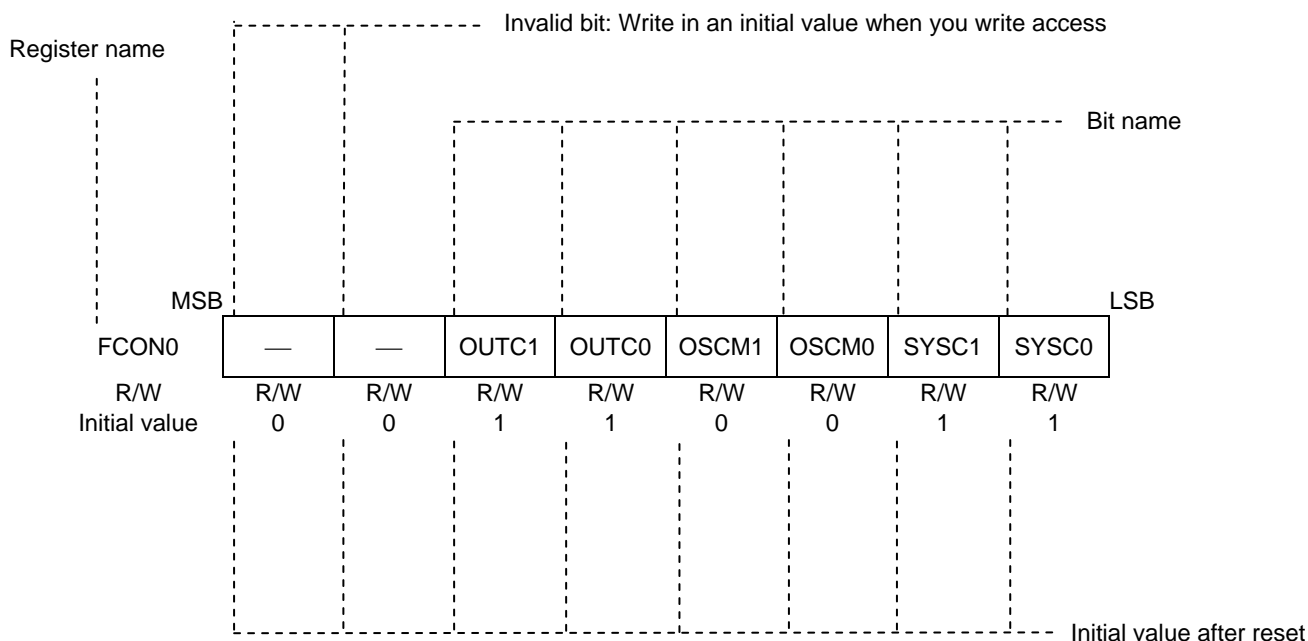 Invalid bit: Write in an initial value when you write access
Register name
Bit name
MSB LSB
FCON0 — — OUTC1 OUTC0 OSCM1 OSCM0 SYSC1 SYSC0
R/W R/W R/W R/W R/W R/W R/W R/W R/W
Initial value 0 0 1 1 0 0 1 1
Initial value after reset